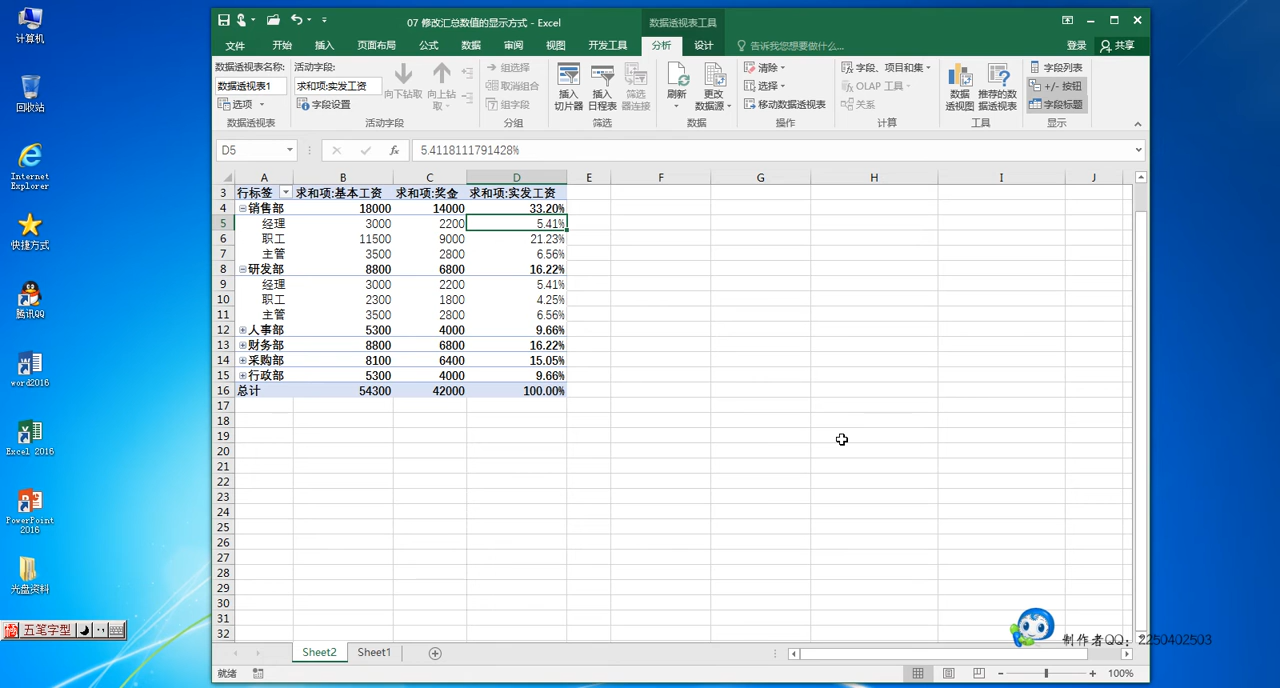 计算机
回收站
Internet
Explorer
快捷方式
腾讯QQ
word2016
Excel 2016
PowerPoint
2016
光盘资料
五笔字型
07 修改汇总数值的显示方式 - Excel
数据透视表工具
文件 开始 插入 页面布局 公式 数据 审阅 视图 开发工具 分析 设计 告诉我您想要做什么... 登录 共享
数据透视表名称:
数据透视表1
选项
数据透视表
活动字段:
求和项:实发工资
字段设置
向下钻取
向上钻
取
活动字段
组选择
取消组合
组字段
分组
插入
切片器
插入
日程表
筛选
器连接
筛选
刷新
更改
数据源
数据
清除
选择
移动数据透视表
操作
字段、项目和集
OLAP 工具
关系
计算
数据
透视图
推荐的数
据透视表
工具
字段列表
+/- 按钮
字段标题
显示
D5 fx 5.4118111791428%
A B C D E F G H I J
3 行标签 求和项:基本工资 求和项:奖金 求和项:实发工资
4 销售部 18000 14000 33.20%
5 经理 3000 2200 5.41%
6 职工 11500 9000 21.23%
7 主管 3500 2800 6.56%
8 研发部 8800 6800 16.22%
9 经理 3000 2200 5.41%
10 职工 2300 1800 4.25%
11 主管 3500 2800 6.56%
12 人事部 5300 4000 9.66%
13 财务部 8800 6800 16.22%
14 采购部 8100 6400 15.05%
15 行政部 5300 4000 9.66%
16 总计 54300 42000 100.00%
17
18
19
20
21
22
23
24
25
26
27
28
29
30
31
32
制作者QQ：2250402503
Sheet2 Sheet1
就绪 100%